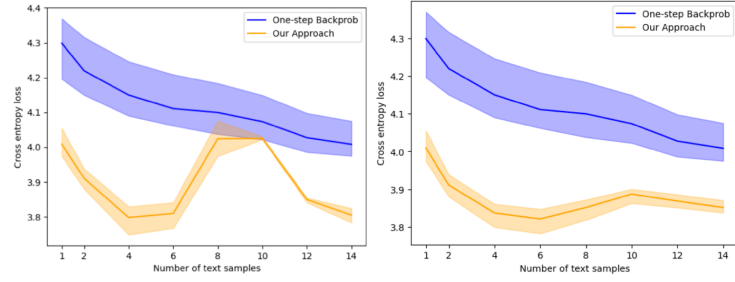 4.4
4.3
4.2
4.1
4.0
3.9
3.8
Cross entropy loss
One-step Backprob
Our Approach
1 2 4 6 8 10 12 14
Number of text samples
4.3
4.2
4.1
4.0
3.9
3.8
Cross entropy loss
One-step Backprob
Our Approach
1 2 4 6 8 10 12 14
Number of text samples